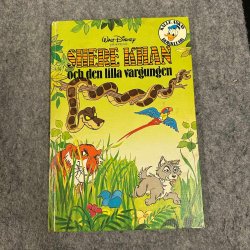 WALT DISNEY
SHERE KHAN
och den lilla vargungen